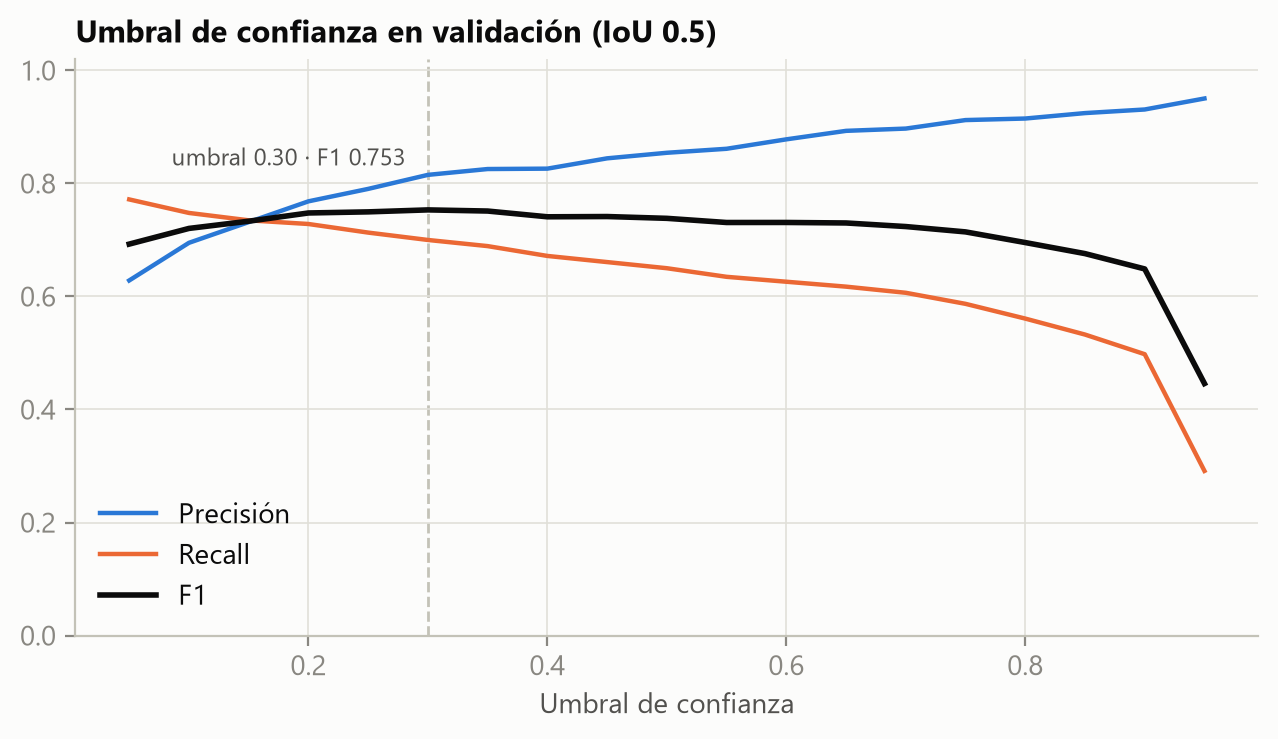 Umbral de confianza en validación (IoU 0.5)
1.0
umbral 0.30 · F1 0.753
0.8
0.6
0.4
Precisión
0.2
Recall
F1
0.0
0.2 0.4 0.6 0.8
Umbral de confianza